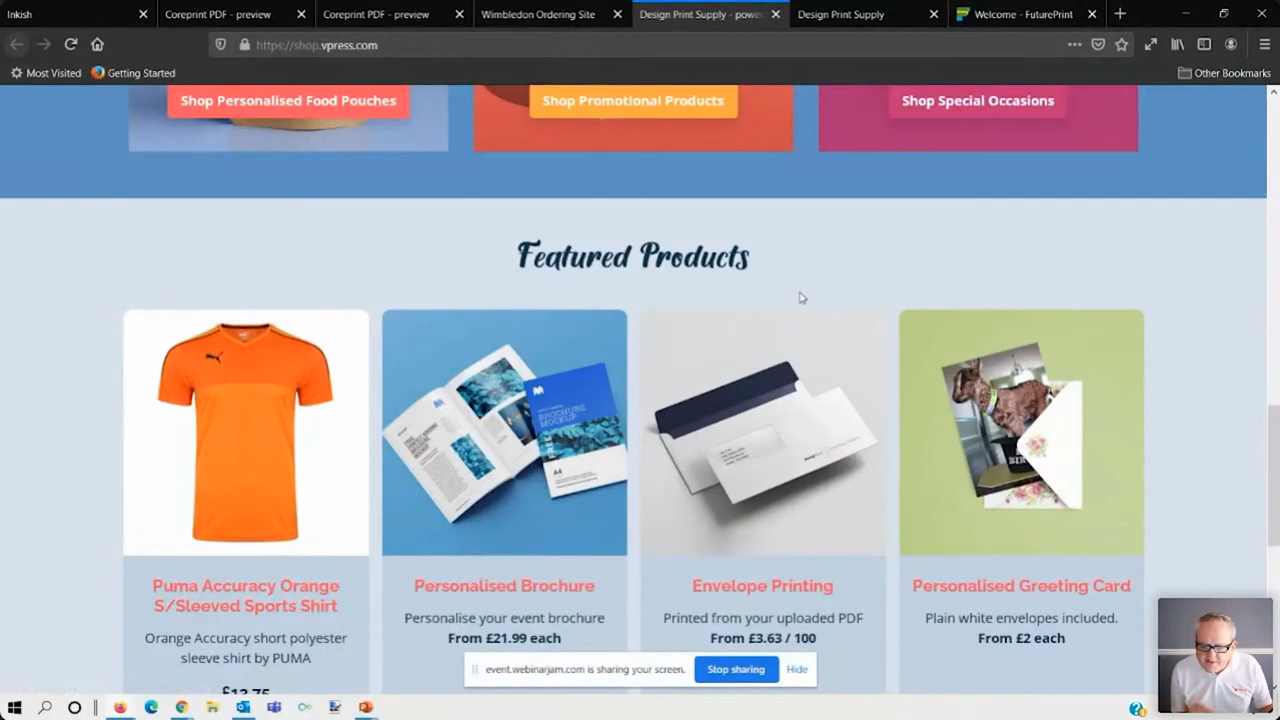 Inkish
Coreprint PDF - preview
Coreprint PDF - preview
Wimbledon Ordering Site
Design Print Supply - powe
Design Print Supply
Welcome - FuturePrint
https://shop.vpress.com
Most Visited
Getting Started
Other Bookmarks
Shop Personalised Food Pouches
Shop Promotional Products
Shop Special Occasions
Featured Products
BROCHURE
MOCKUP
A4
Puma Accuracy Orange
S/Sleeved Sports Shirt
Orange Accuracy short polyester
sleeve shirt by PUMA
£13.75
Personalised Brochure
Personalise your event brochure
From £21.99 each
Envelope Printing
Printed from your uploaded PDF
From £3.63 / 100
Personalised Greeting Card
Plain white envelopes included.
From £2 each
event.webinarjam.com is sharing your screen.
Stop sharing
Hide